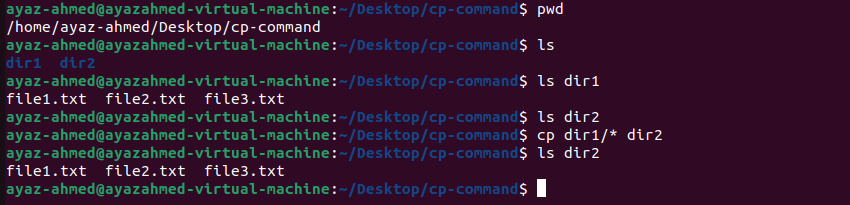 ayaz-ahmed@ayazahmed-virtual-machine:~/Desktop/cp-command$ pwd
/home/ayaz-ahmed/Desktop/cp-command
ayaz-ahmed@ayazahmed-virtual-machine:~/Desktop/cp-command$ ls
dir1  dir2
ayaz-ahmed@ayazahmed-virtual-machine:~/Desktop/cp-command$ ls dir1
file1.txt  file2.txt  file3.txt
ayaz-ahmed@ayazahmed-virtual-machine:~/Desktop/cp-command$ ls dir2
ayaz-ahmed@ayazahmed-virtual-machine:~/Desktop/cp-command$ cp dir1/* dir2
ayaz-ahmed@ayazahmed-virtual-machine:~/Desktop/cp-command$ ls dir2
file1.txt  file2.txt  file3.txt
ayaz-ahmed@ayazahmed-virtual-machine:~/Desktop/cp-command$